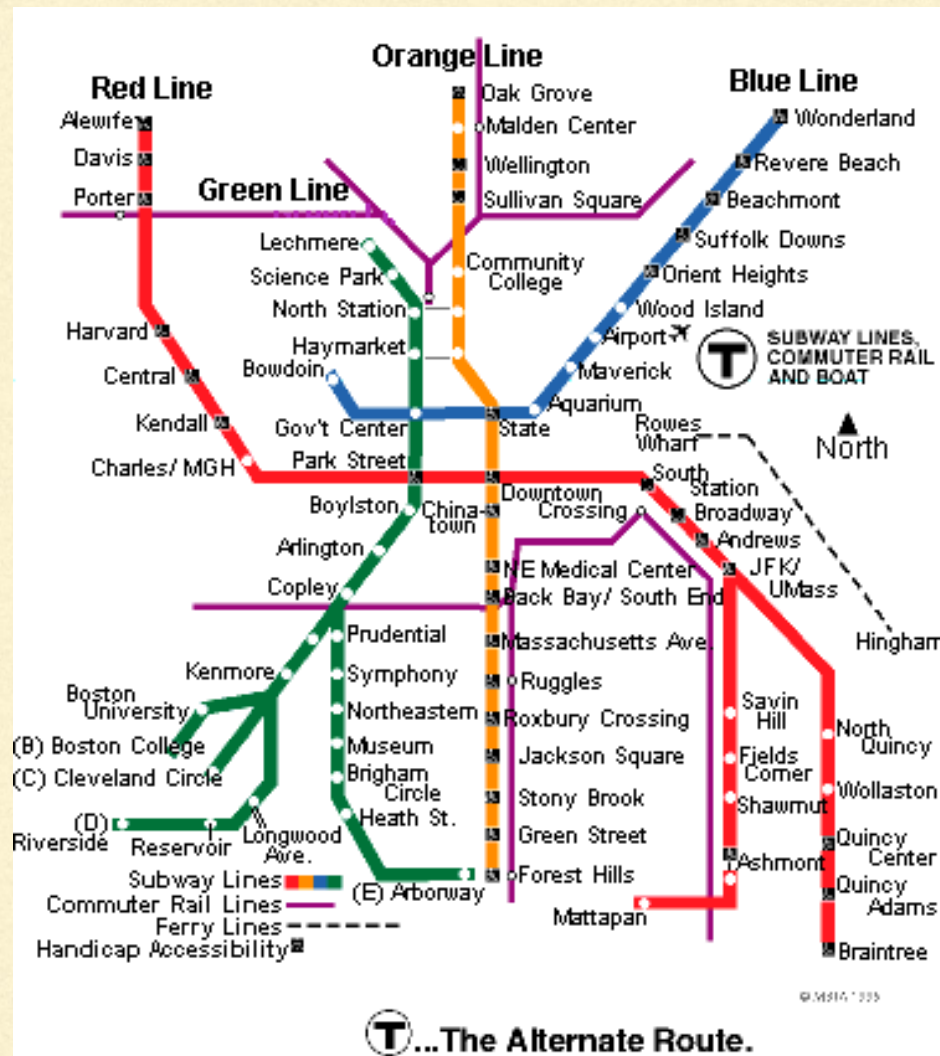 Orange Line
Red Line
Blue Line
Green Line
Alewife
Davis
Porter
Harvard
Central
Kendall
Charles/ MGH
Oak Grove
Malden Center
Wellington
Sullivan Square
Community
College
Wonderland
Revere Beach
Beachmont
Suffolk Downs
Orient Heights
Wood Island
Airport
Maverick
Aquarium
Lechmere
Science Park
North Station
Haymarket
Bowdoin
Gov't Center
State
Park Street
T
SUBWAY LINES,
COMMUTER RAIL
AND BOAT
North
Rowes
Wharf
Hingham
Boylston
China-
town
Downtown
Crossing
South
Station
Broadway
Andrews
JFK/
UMass
Arlington
Copley
Kenmore
Boston
University
(B) Boston College
(C) Cleveland Circle
(D)
Riverside
Reservoir
Longwood
Ave.
Prudential
Symphony
Northeastern
Museum
Brigham
Circle
Heath St.
(E) Arborway
NE Medical Center
Back Bay/ South End
Massachusetts Ave.
Ruggles
Roxbury Crossing
Jackson Square
Stony Brook
Green Street
Forest Hills
Savin
Hill
Fields
Corner
Shawmut
Ashmont
Mattapan
North
Quincy
Wollaston
Quincy
Center
Quincy
Adams
Braintree
Subway Lines
Commuter Rail Lines
Ferry Lines
Handicap Accessibility
T...The Alternate Route.